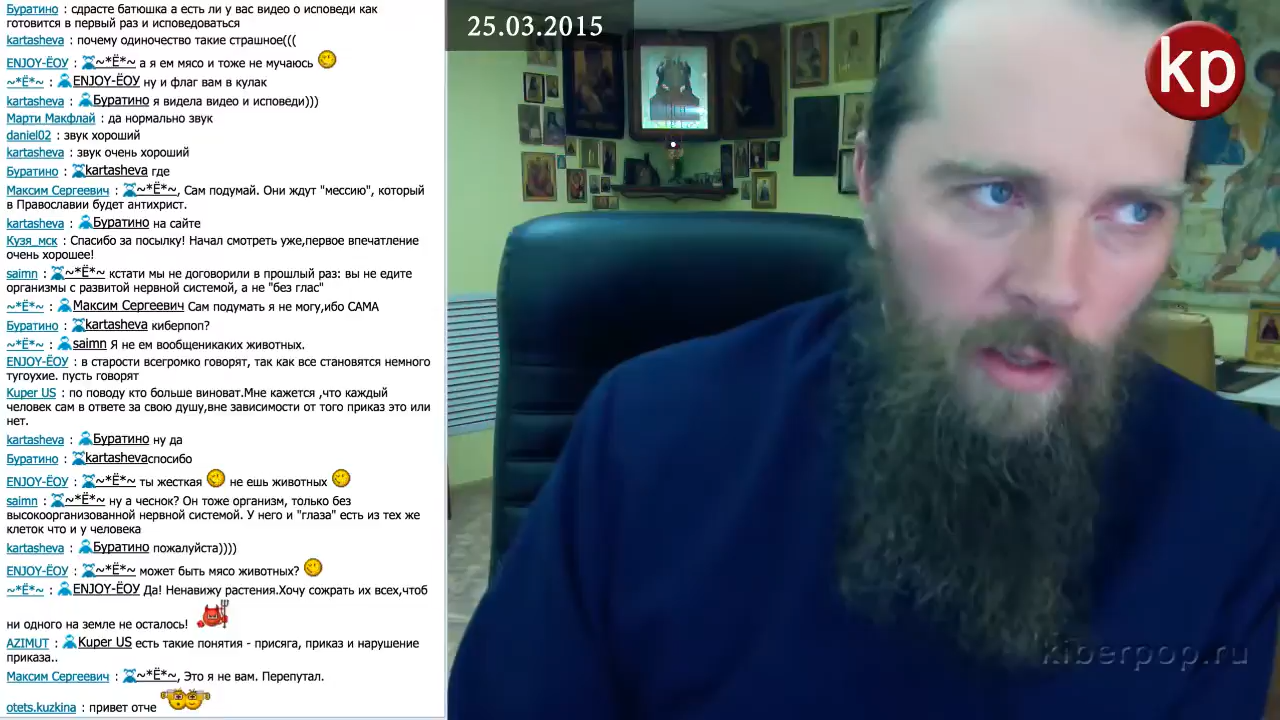 Буратино : сдрасте батюшка а есть ли у вас видео о исповеди как
готовится в первый раз и исповедоваться
kartasheva : почему одиночество такие страшное(((
ENJOY-ЁОУ : ~*Ё*~ а я ем мясо и тоже не мучаюсь
~*Ё*~ : ENJOY-ЁОУ ну и флаг вам в кулак
kartasheva : Буратино я видела видео и исповеди)))
Марти Макфлай : да нормально звук
daniel02 : звук хороший
kartasheva : звук очень хороший
Буратино : kartasheva где
Максим Сергеевич : ~*Ё*~, Сам подумай. Они ждут "мессию", который
в Православии будет антихрист.
kartasheva : Буратино на сайте
Кузя_мск : Спасибо за посылку! Начал смотреть уже,первое впечатление
очень хорошее!
saimn : ~*Ё*~ кстати мы не договорили в прошлый раз: вы не едите
организмы с развитой нервной системой, а не "без глас"
~*Ё*~ : Максим Сергеевич Сам подумать я не могу,ибо САМА
Буратино : kartasheva киберпоп?
~*Ё*~ : saimn Я не ем вообщеникаких животных.
ENJOY-ЁОУ : в старости всегромко говорят, так как все становятся немного
тугоухие. пусть говорят
Kuper US : по поводу кто больше виноват.Мне кажется ,что каждый
человек сам в ответе за свою душу,вне зависимости от того приказ это или
нет.
kartasheva : Буратино ну да
Буратино : kartashevaспосибо
ENJOY-ЁОУ : ~*Ё*~ ты жесткая не ешь животных
saimn : ~*Ё*~ ну а чеснок? Он тоже организм, только без
высокоорганизованной нервной системой. У него и "глаза" есть из тех же
клеток что и у человека
kartasheva : Буратино пожалуйста))))
ENJOY-ЁОУ : ~*Ё*~ может быть мясо животных?
~*Ё*~ : ENJOY-ЁОУ Да! Ненавижу растения.Хочу сожрать их всех,чтоб
ни одного на земле не осталось!
AZIMUT : Kuper US есть такие понятия - присяга, приказ и нарушение
приказа..
Максим Сергеевич : ~*Ё*~, Это я не вам. Перепутал.
otets.kuzkina : привет отче
25.03.2015
kp
kiberpop.ru